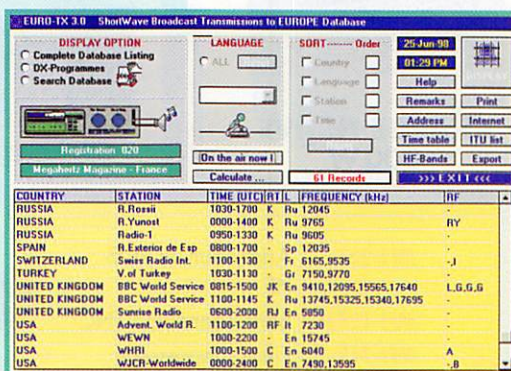 EURO-TX 3.0 ShortWave Broadcast Transmissions to EUROPE Database
DISPLAY OPTION
Complete Database Listing
DX-Programmes
Search Database
Registration 020
Megahertz Magazine - France
LANGUAGE
ALL
On the air now !
Calculate ...
SORT------- Order
Country
Language
Station
Time
61 Records
25-Jun-98
01:29 PM
Help
DISPLAY
Remarks Print
Address Internet
Time table ITU list
HF-Bands Export
>>> EXIT <<<
COUNTRY STATION TIME (UTC) RT L FREQUENCY (kHz) RF
RUSSIA R.Rossii 1030-1700 K Ru 12045 -
RUSSIA R.Yunost 0000-1400 K Ru 9765 RY
RUSSIA Radio-1 0950-1330 K Ru 9605 -
SPAIN R.Exterior de Esp 0800-1700 - Sp 12035 -
SWITZERLAND Swiss Radio Int. 1100-1130 - Fr 6165,9535 -,I
TURKEY V.of Turkey 1030-1130 - Gr 7150,9770 -
UNITED KINGDOM BBC World Service 0815-1500 JK En 9410,12095,15565,17640 L,G,G,G
UNITED KINGDOM BBC World Service 1100-1145 K Ru 13745,15325,15340,17695 -
UNITED KINGDOM Sunrise Radio 0600-2000 RJ En 5850 -
USA Advent. World R. 1100-1200 RF It 7230 -
USA WEWN 1000-2200 - En 15745 -
USA WHRI 1000-1500 C En 6040 A
USA WJCR-Worldwide 0000-2400 C En 7490,13595 -,B